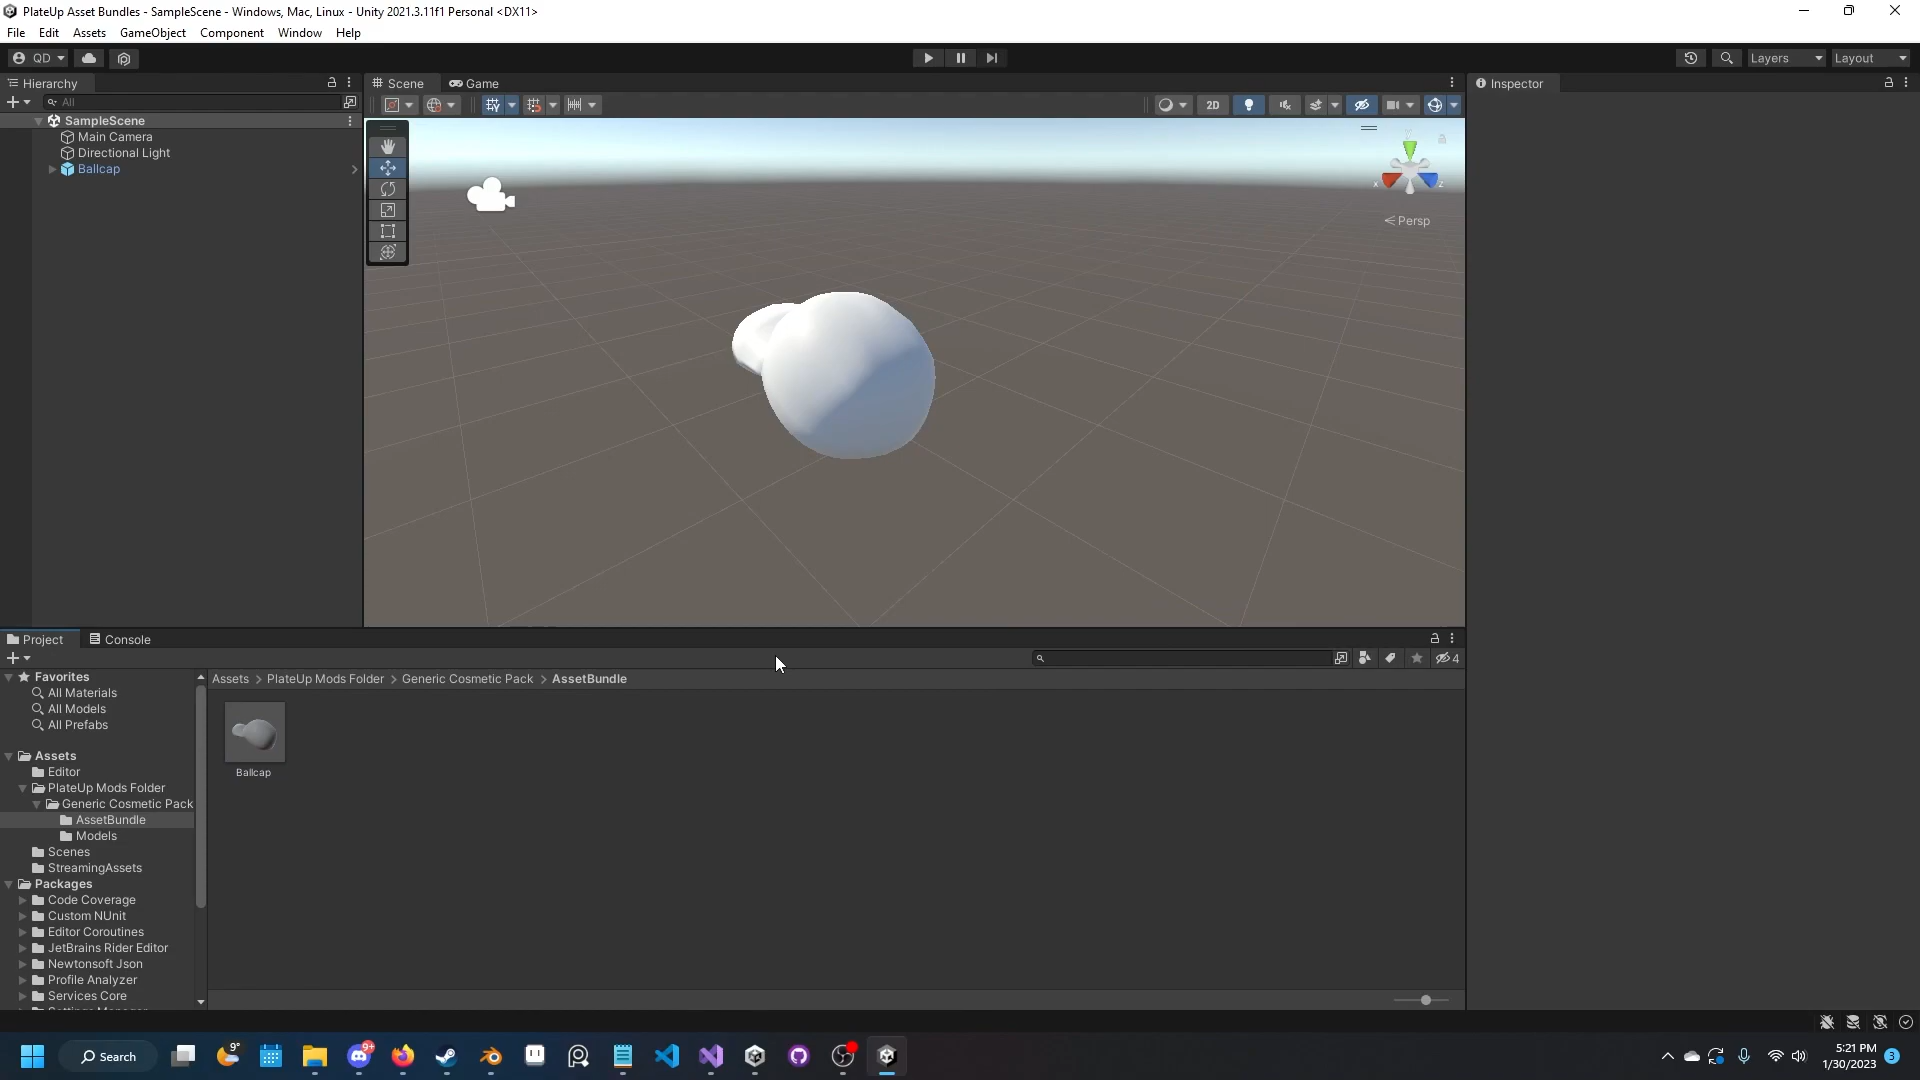 PlateUp Asset Bundles - SampleScene - Windows, Mac, Linux - Unity 2021.3.11f1 Personal <DX11>
File Edit Assets GameObject Component Window Help
QD Layers Layout
Hierarchy Scene Game Inspector
All 2D
SampleScene
Main Camera
Directional Light
Ballcap
y
x z
Persp
Project Console
4
Favorites
All Materials
All Models
All Prefabs
Assets > PlateUp Mods Folder > Generic Cosmetic Pack > AssetBundle
Ballcap
Assets
Editor
PlateUp Mods Folder
Generic Cosmetic Pack
AssetBundle
Models
Scenes
StreamingAssets
Packages
Code Coverage
Custom NUnit
Editor Coroutines
JetBrains Rider Editor
Newtonsoft Json
Profile Analyzer
Services Core
Search 9° 9+ 5:21 PM
1/30/2023 3